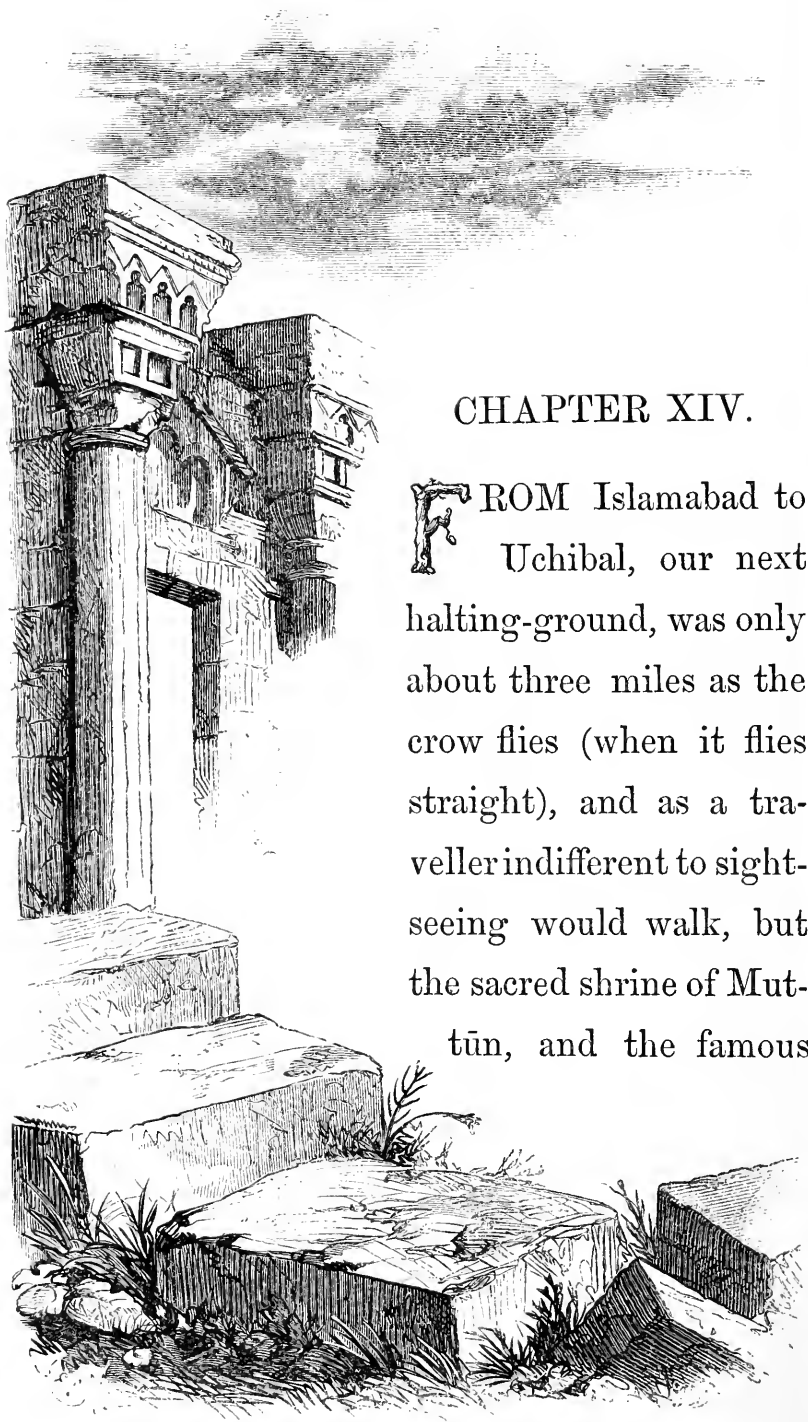 CHAPTER XIV.
FROM Islamabad to
Uchibal, our next
halting-ground, was only
about three miles as the
crow flies (when it flies
straight), and as a tra-
veller indifferent to sight-
seeing would walk, but
the sacred shrine of Mut-
tūn, and the famous